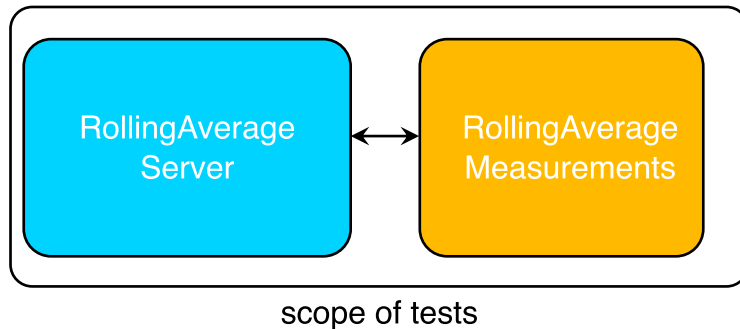 RollingAverage
Server
RollingAverage
Measurements
scope of tests